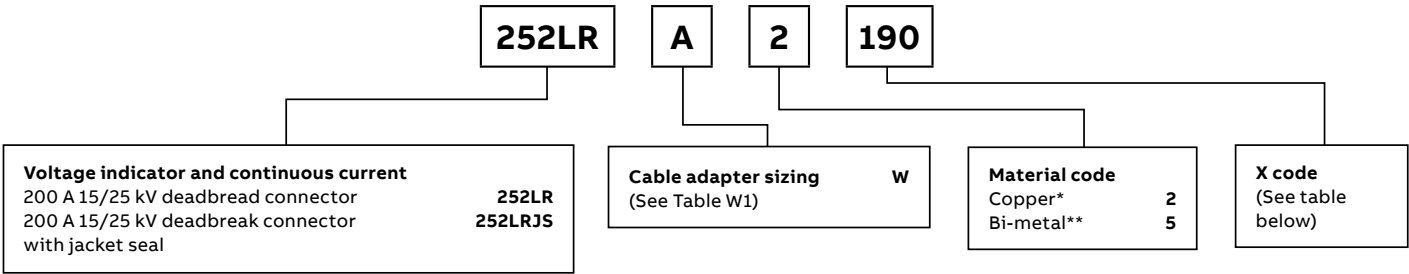 252LR A 2 190
Voltage indicator and continuous current
200 A 15/25 kV deadbread connector 252LR
200 A 15/25 kV deadbreak connector 252LRJS
with jacket seal
Cable adapter sizing W
(See Table W1)
Material code
Copper* 2
Bi-metal** 5
X code
(See table
below)